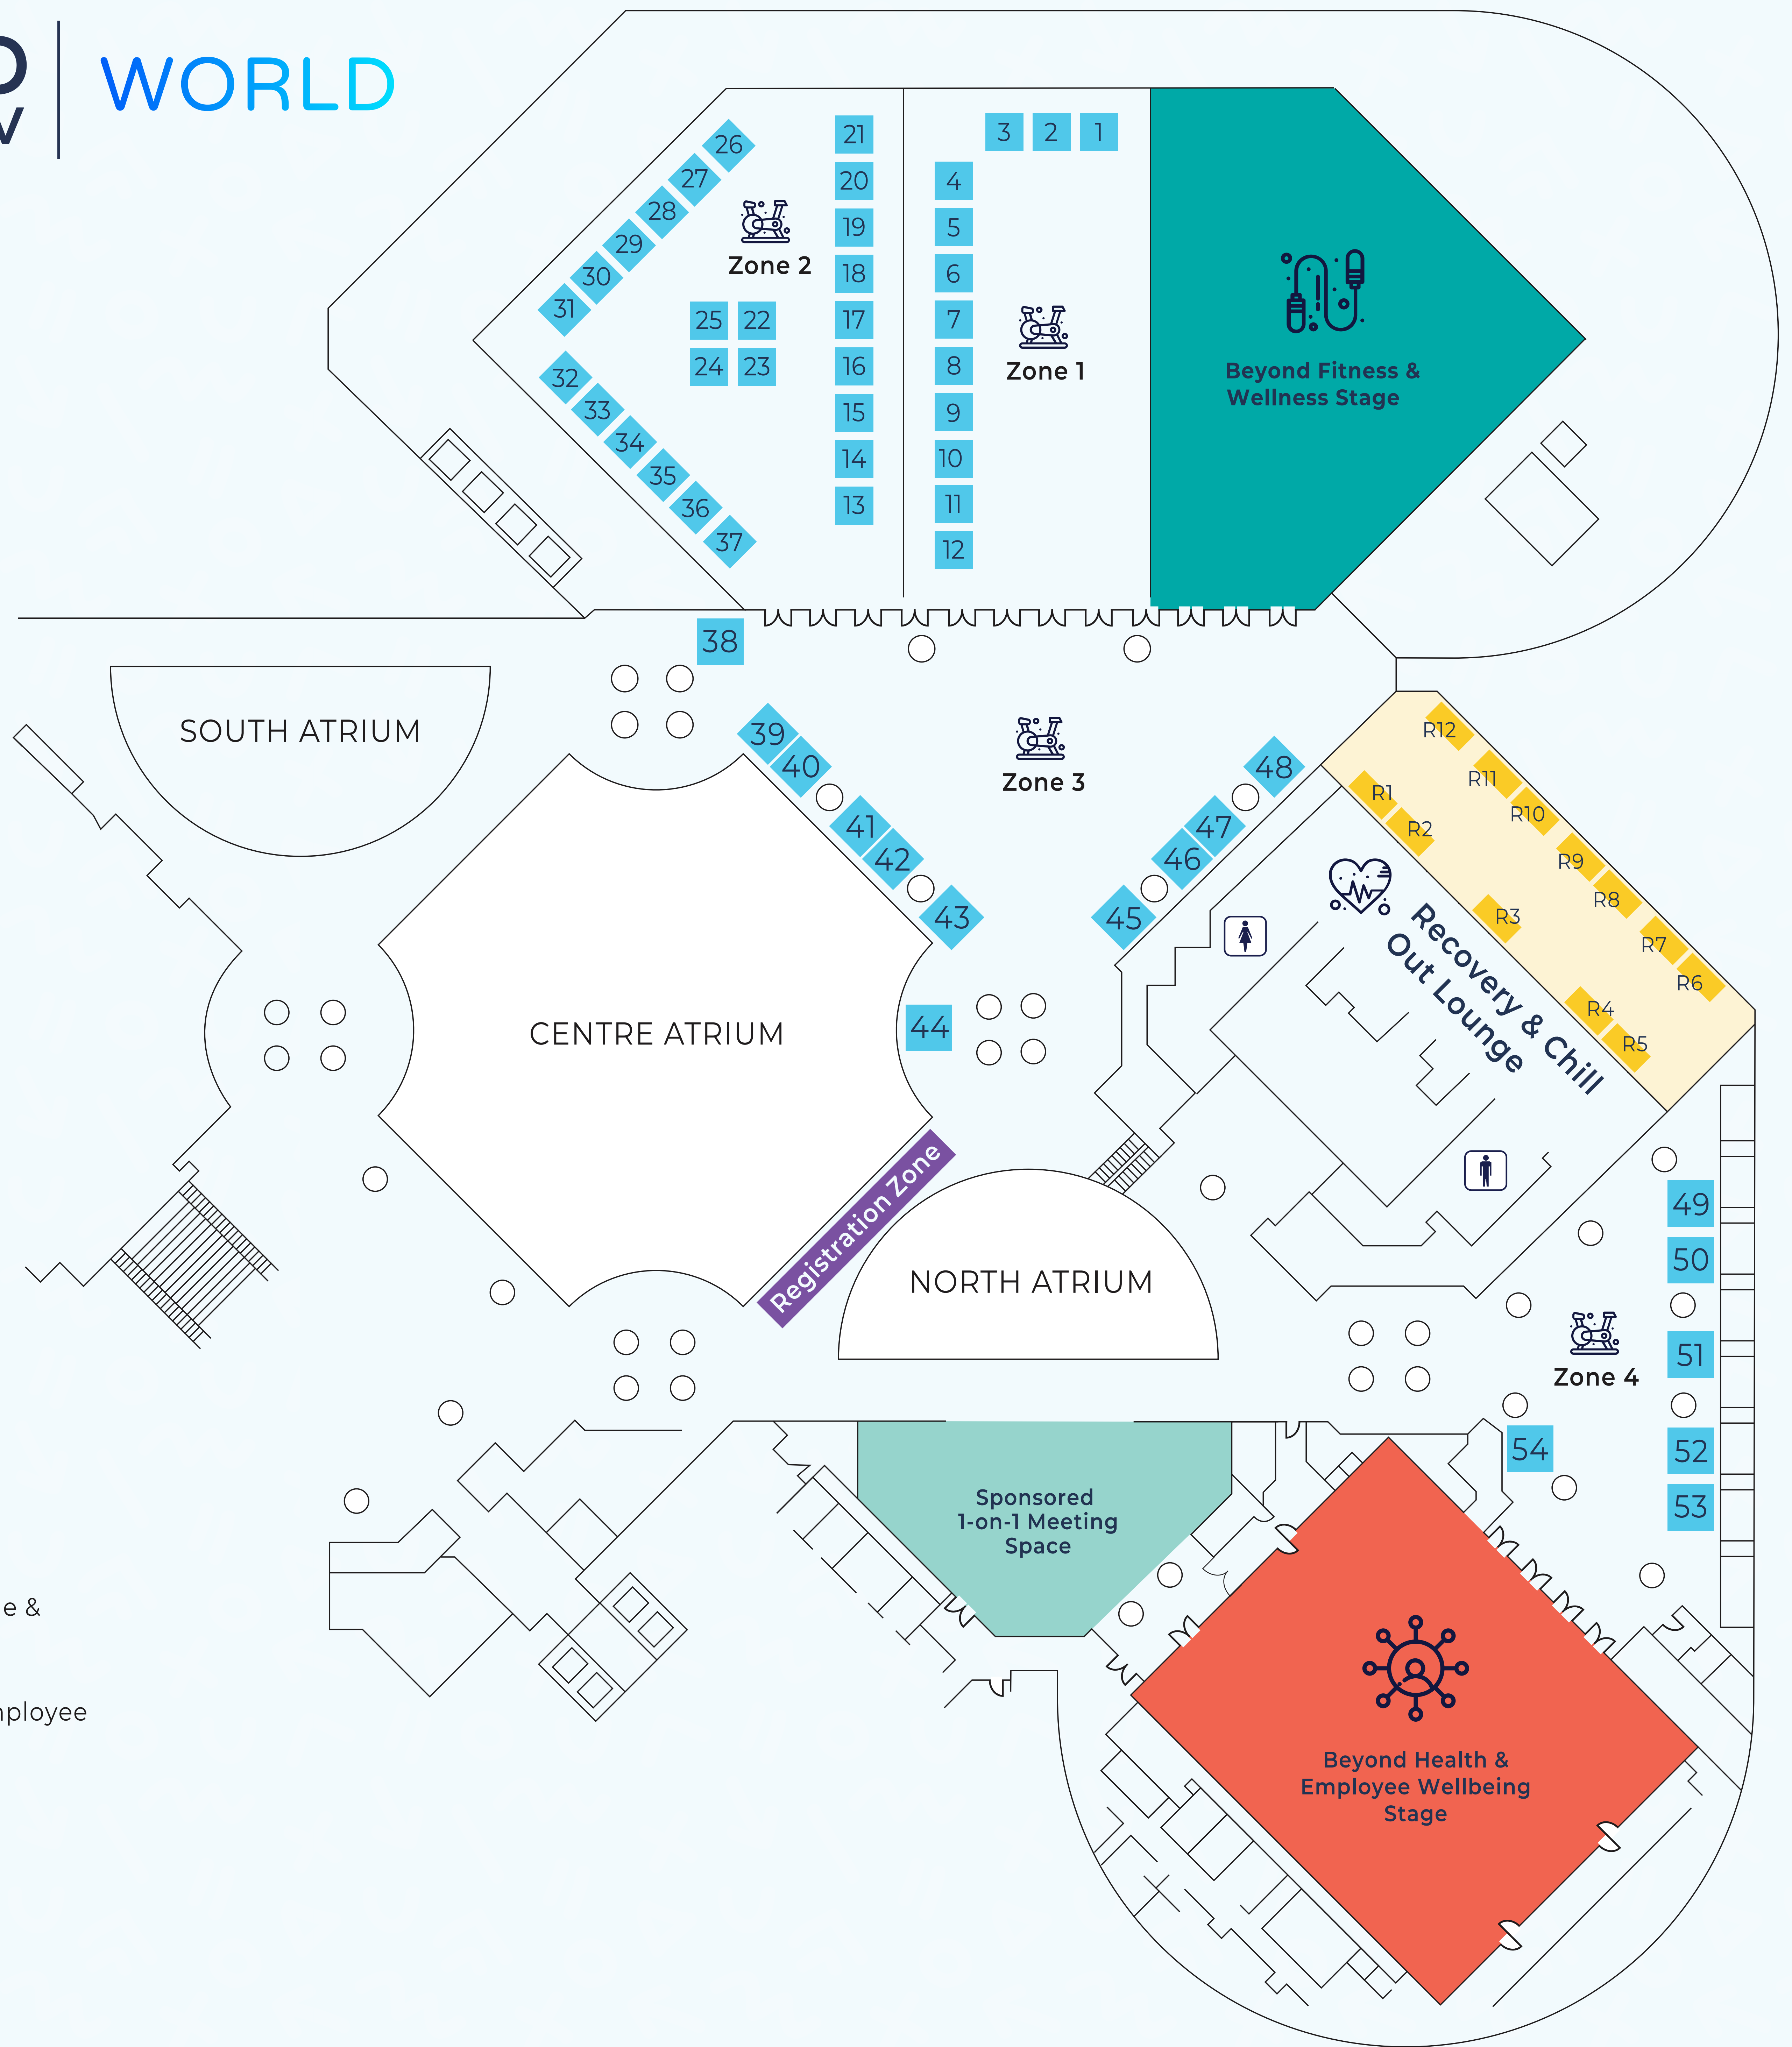 WORLD
21
3 2 1
26
20
4
27
28
19
5
29
Zone 2
18
6
30
31
25 22
17
7
24 23
16
8
Zone 1
Beyond Fitness &
Wellness Stage
32
33
15
9
34
14
10
35
36
13
11
37
12
38
SOUTH ATRIUM
39
40
41
42
43
Zone 3
48
47
46
45
R12
R11
R10
R9
R8
R7
R6
R1
R2
R3
R4
R5
Recovery & Chill
Out Lounge
CENTRE ATRIUM
44
Registration Zone
NORTH ATRIUM
49
50
51
Zone 4
54
52
53
Sponsored
1-on-1 Meeting
Space
e &
Beyond Health &
Employee Wellbeing
Stage